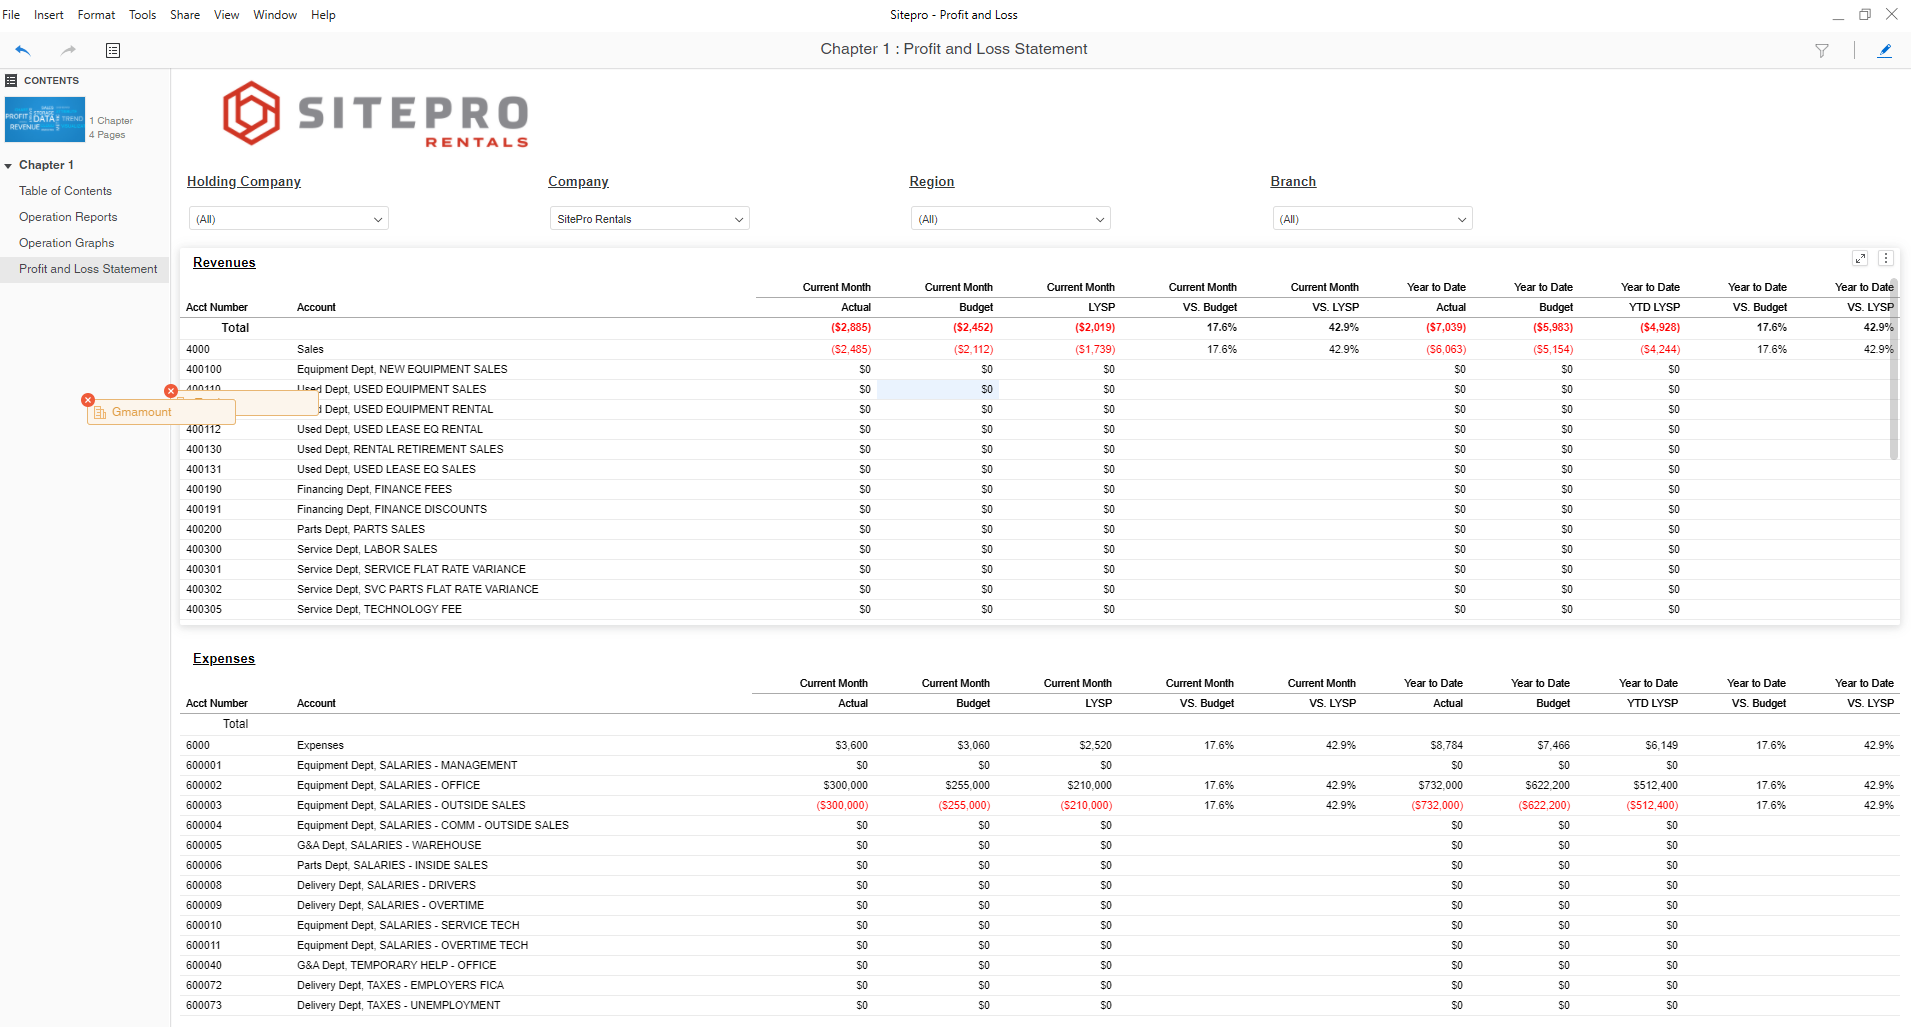 File Insert Format Tools Share View Window Help Sitepro - Profit and Loss
Chapter 1 : Profit and Loss Statement
CONTENTS
PROFIT DATA TREND REVENUE
1 Chapter
4 Pages
Chapter 1
Table of Contents
Operation Reports
Operation Graphs
Profit and Loss Statement
SITEPRO
RENTALS
Holding Company Company Region Branch
(All) SitePro Rentals (All) (All)
Revenues
Current Month Current Month Current Month Current Month Current Month Year to Date Year to Date Year to Date Year to Date Year to Date
Acct Number Account Actual Budget LYSP VS. Budget VS. LYSP Actual Budget YTD LYSP VS. Budget VS. LYSP
Total ($2,885) ($2,452) ($2,019) 17.6% 42.9% ($7,039) ($5,983) ($4,928) 17.6% 42.9%
4000 Sales ($2,485) ($2,112) ($1,739) 17.6% 42.9% ($6,063) ($5,154) ($4,244) 17.6% 42.9%
400100 Equipment Dept, NEW EQUIPMENT SALES $0 $0 $0 $0 $0 $0
400110 Used Dept, USED EQUIPMENT SALES $0 $0 $0 $0 $0 $0
Dept, USED EQUIPMENT RENTAL $0 $0 $0 $0 $0 $0
Gmamount
400112 Used Dept, USED LEASE EQ RENTAL $0 $0 $0 $0 $0 $0
400130 Used Dept, RENTAL RETIREMENT SALES $0 $0 $0 $0 $0 $0
400131 Used Dept, USED LEASE EQ SALES $0 $0 $0 $0 $0 $0
400190 Financing Dept, FINANCE FEES $0 $0 $0 $0 $0 $0
400191 Financing Dept, FINANCE DISCOUNTS $0 $0 $0 $0 $0 $0
400200 Parts Dept, PARTS SALES $0 $0 $0 $0 $0 $0
400300 Service Dept, LABOR SALES $0 $0 $0 $0 $0 $0
400301 Service Dept, SERVICE FLAT RATE VARIANCE $0 $0 $0 $0 $0 $0
400302 Service Dept, SVC PARTS FLAT RATE VARIANCE $0 $0 $0 $0 $0 $0
400305 Service Dept, TECHNOLOGY FEE $0 $0 $0 $0 $0 $0
Expenses
Current Month Current Month Current Month Current Month Current Month Year to Date Year to Date Year to Date Year to Date Year to Date
Acct Number Account Actual Budget LYSP VS. Budget VS. LYSP Actual Budget YTD LYSP VS. Budget VS. LYSP
Total
6000 Expenses $3,600 $3,060 $2,520 17.6% 42.9% $8,784 $7,466 $6,149 17.6% 42.9%
600001 Equipment Dept, SALARIES - MANAGEMENT $0 $0 $0 $0 $0 $0
600002 Equipment Dept, SALARIES - OFFICE $300,000 $255,000 $210,000 17.6% 42.9% $732,000 $622,200 $512,400 17.6% 42.9%
600003 Equipment Dept, SALARIES - OUTSIDE SALES ($300,000) ($255,000) ($210,000) 17.6% 42.9% ($732,000) ($622,200) ($512,400) 17.6% 42.9%
600004 Equipment Dept, SALARIES - COMM - OUTSIDE SALES $0 $0 $0 $0 $0 $0
600005 G&A Dept, SALARIES - WAREHOUSE $0 $0 $0 $0 $0 $0
600006 Parts Dept, SALARIES - INSIDE SALES $0 $0 $0 $0 $0 $0
600008 Delivery Dept, SALARIES - DRIVERS $0 $0 $0 $0 $0 $0
600009 Delivery Dept, SALARIES - OVERTIME $0 $0 $0 $0 $0 $0
600010 Equipment Dept, SALARIES - SERVICE TECH $0 $0 $0 $0 $0 $0
600011 Equipment Dept, SALARIES - OVERTIME TECH $0 $0 $0 $0 $0 $0
600040 G&A Dept, TEMPORARY HELP - OFFICE $0 $0 $0 $0 $0 $0
600072 Delivery Dept, TAXES - EMPLOYERS FICA $0 $0 $0 $0 $0 $0
600073 Delivery Dept, TAXES - UNEMPLOYMENT $0 $0 $0 $0 $0 $0